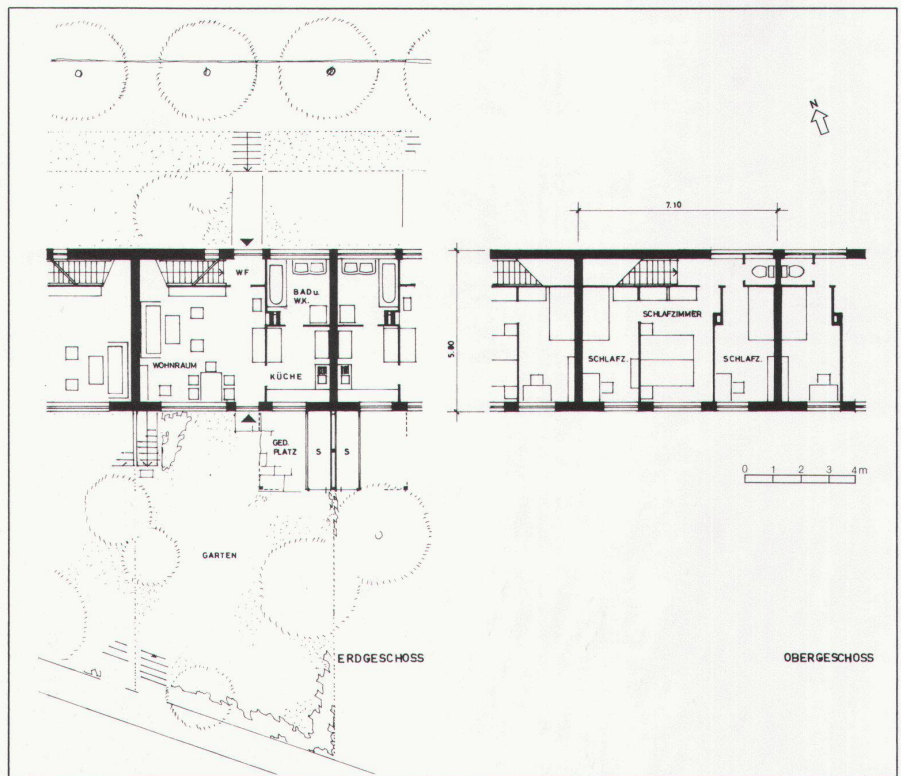 N
7.10
5.80
WF
BAD u.
W.K.
WOHNRAUM
KÜCHE
GED.
PLATZ
S
S
GARTEN
ERDGESCHOSS
SCHLAFZIMMER
SCHLAFZ.
SCHLAFZ.
0 1 2 3 4m
OBERGESCHOSS